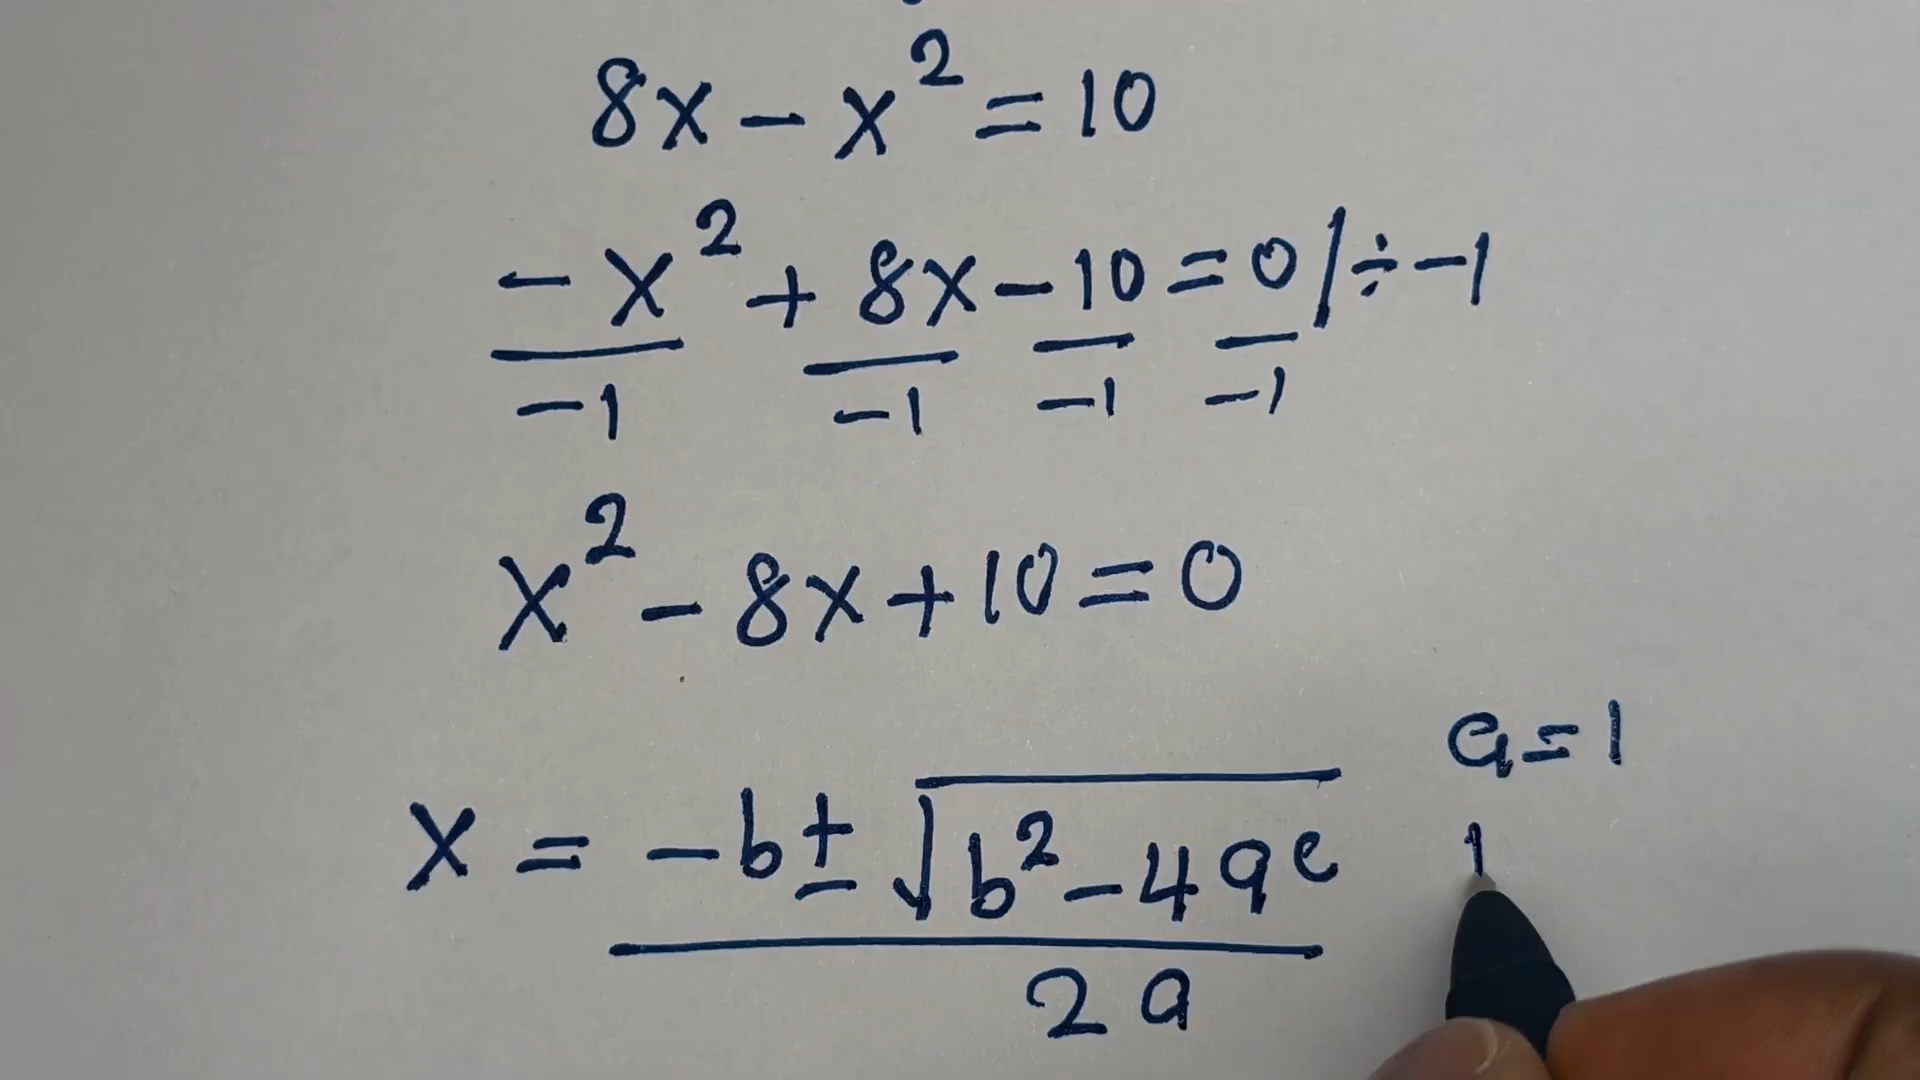 8x - x² = 10
-x² + 8x - 10 = 0 / ÷ -1
-1 -1 -1 -1
x² - 8x + 10 = 0
a = 1
x = -b ± √b² - 4ac
2a